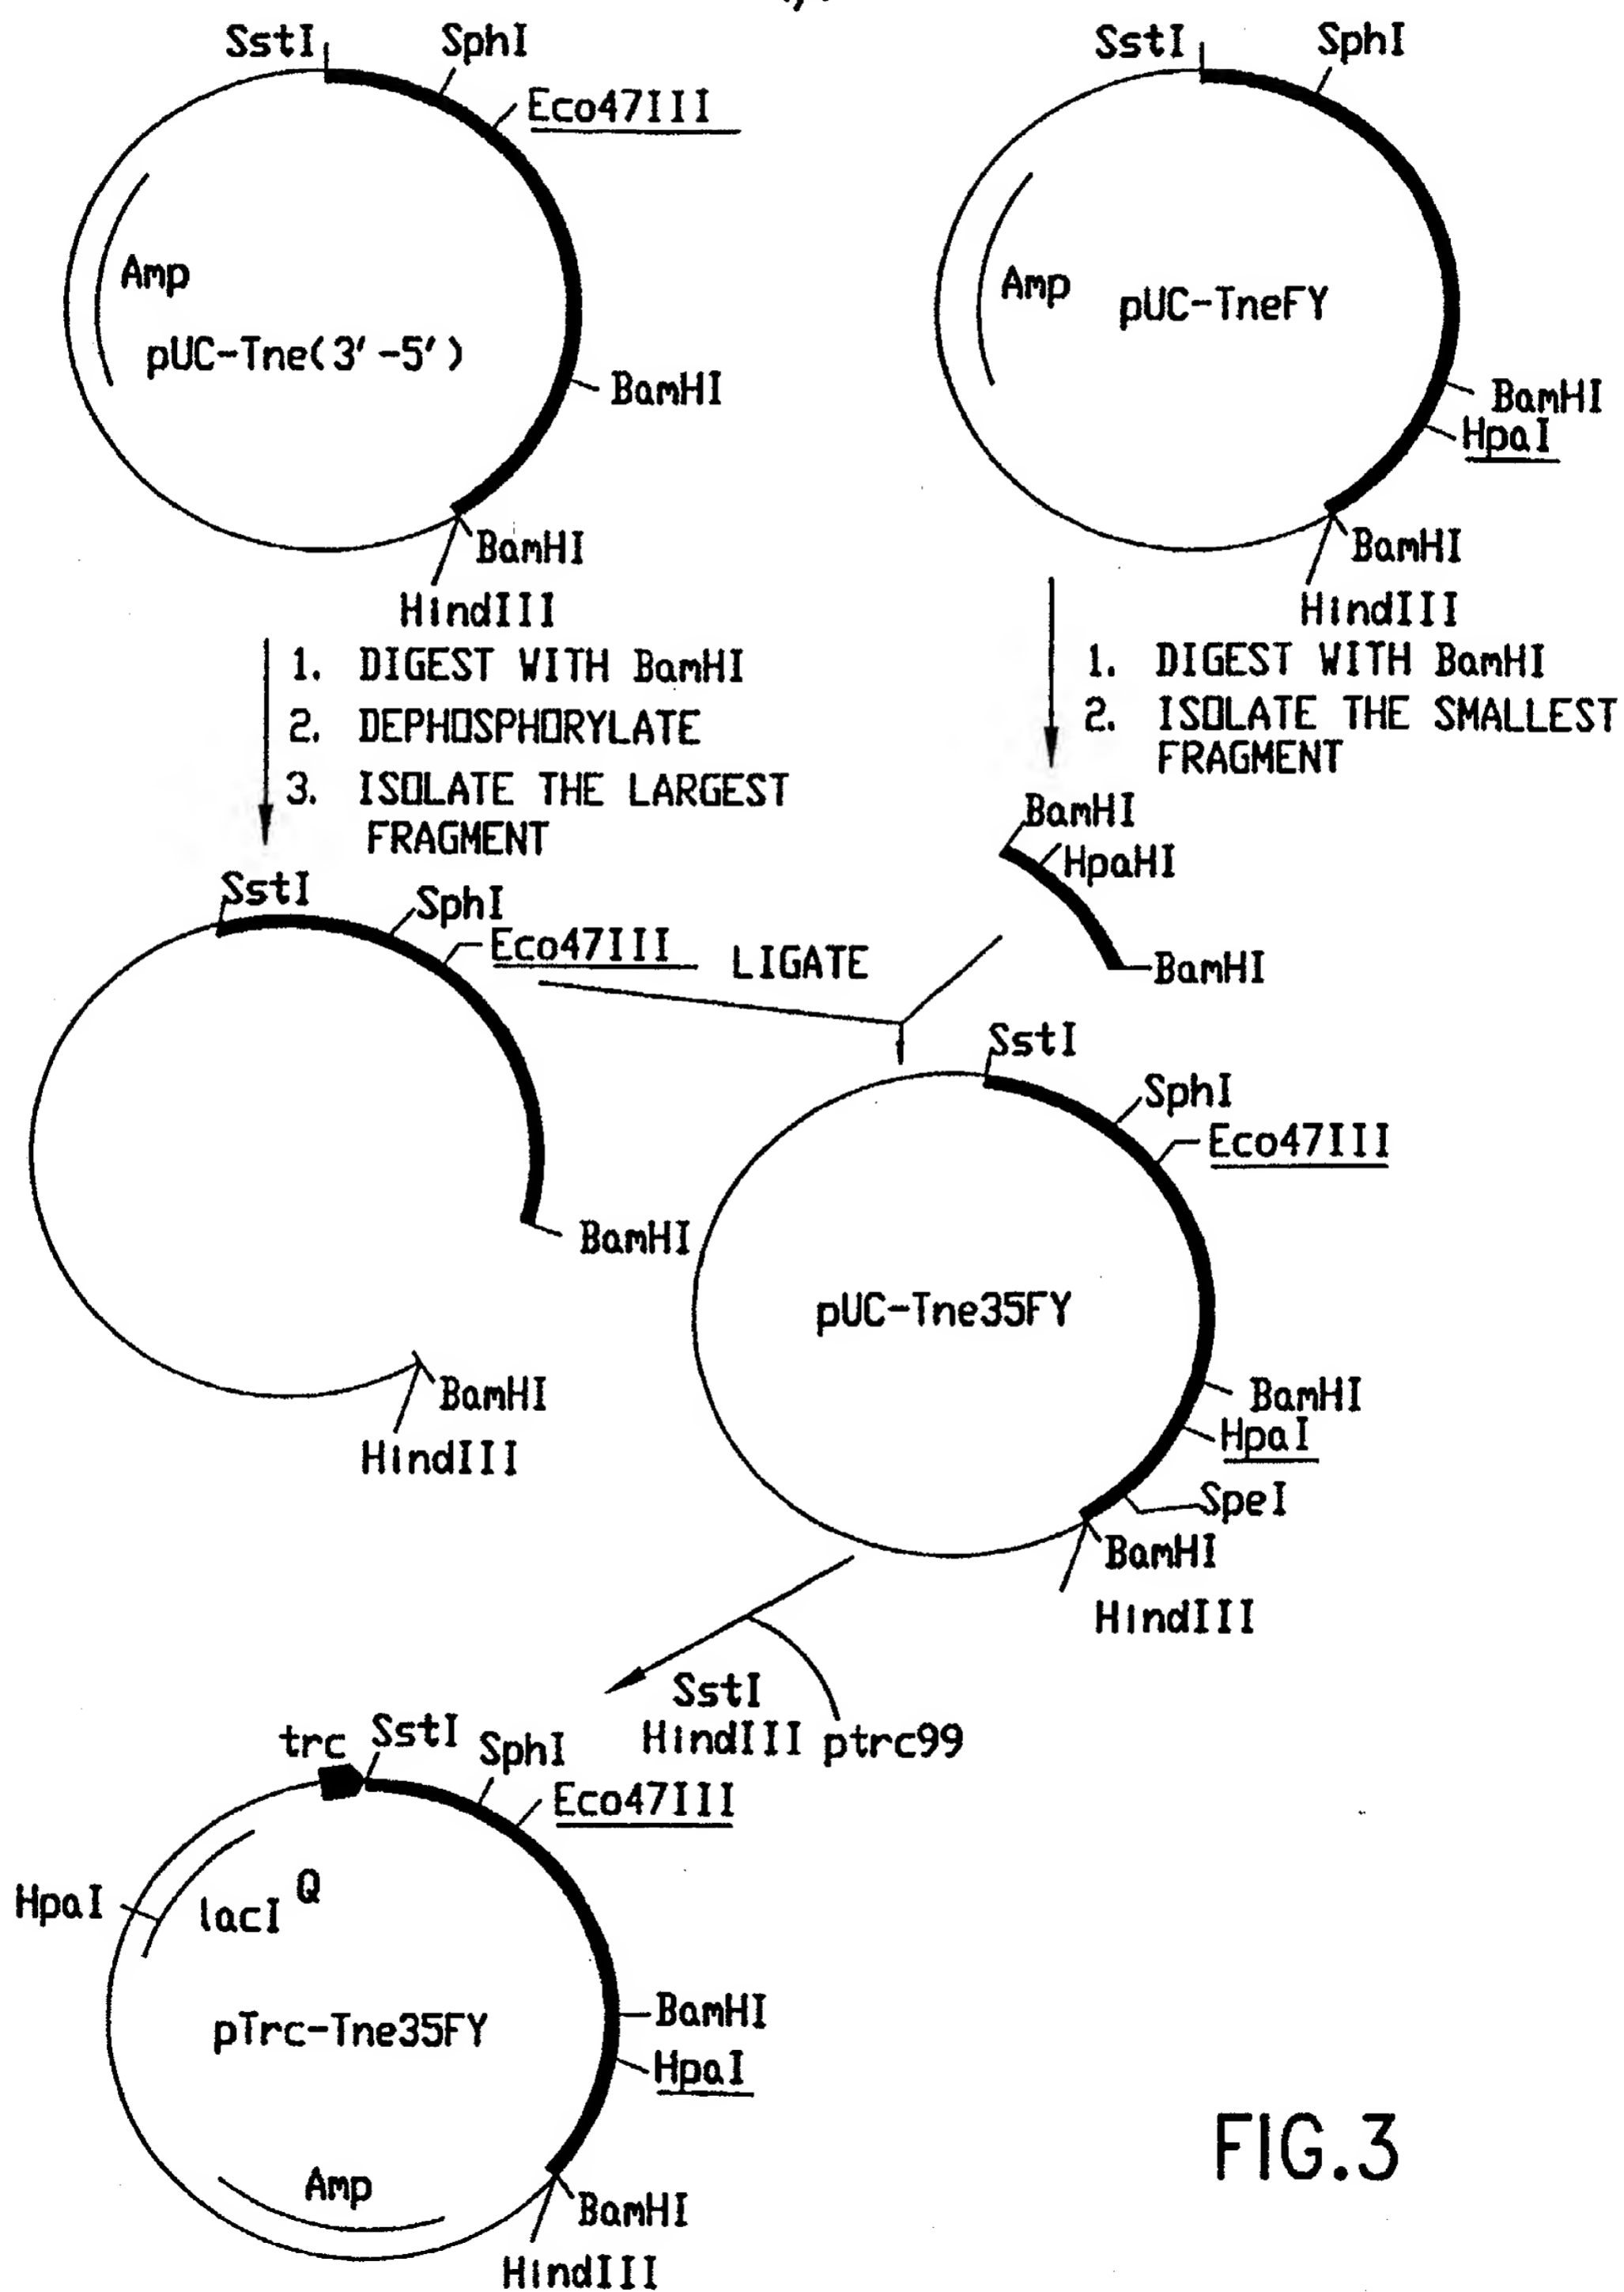 SstI
SphI
Eco47III
Amp
pUC-Tne(3'-5')
BamHI
BamHI
HindIII
SstI
SphI
Amp
pUC-TneFY
BamHI
HpaI
BamHI
HindIII
1. DIGEST WITH BamHI
2. DEPHOSPHORYLATE
3. ISOLATE THE LARGEST
FRAGMENT
1. DIGEST WITH BamHI
2. ISOLATE THE SMALLEST
FRAGMENT
BamHI
HpaHI
BamHI
SstI
SphI
Eco47III
LIGATE
BamHI
BamHI
HindIII
SstI
SphI
Eco47III
pUC-Tne35FY
BamHI
HpaI
SpeI
BamHI
HindIII
SstI
HindIII ptrc99
trc
SstI
SphI
Eco47III
HpaI
lacI Q
pTrc-Tne35FY
BamHI
HpaI
Amp
BamHI
HindIII
FIG.3